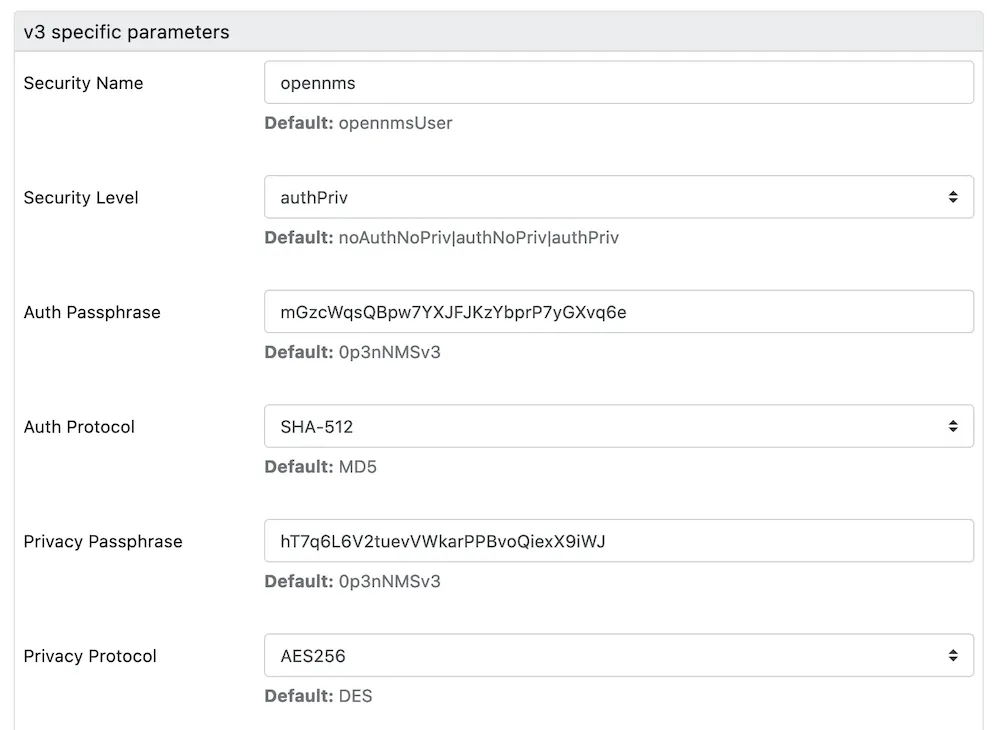 v3 specific parameters
Security Name
opennms
Default: opennmsUser
Security Level
authPriv
Default: noAuthNoPriv|authNoPriv|authPriv
Auth Passphrase
mGzcWqsQBpw7YXJFJKzYbprP7yGXvq6e
Default: 0p3nNMSv3
Auth Protocol
SHA-512
Default: MD5
Privacy Passphrase
hT7q6L6V2tuevVWkarPPBvoQiexX9iWJ
Default: 0p3nNMSv3
Privacy Protocol
AES256
Default: DES